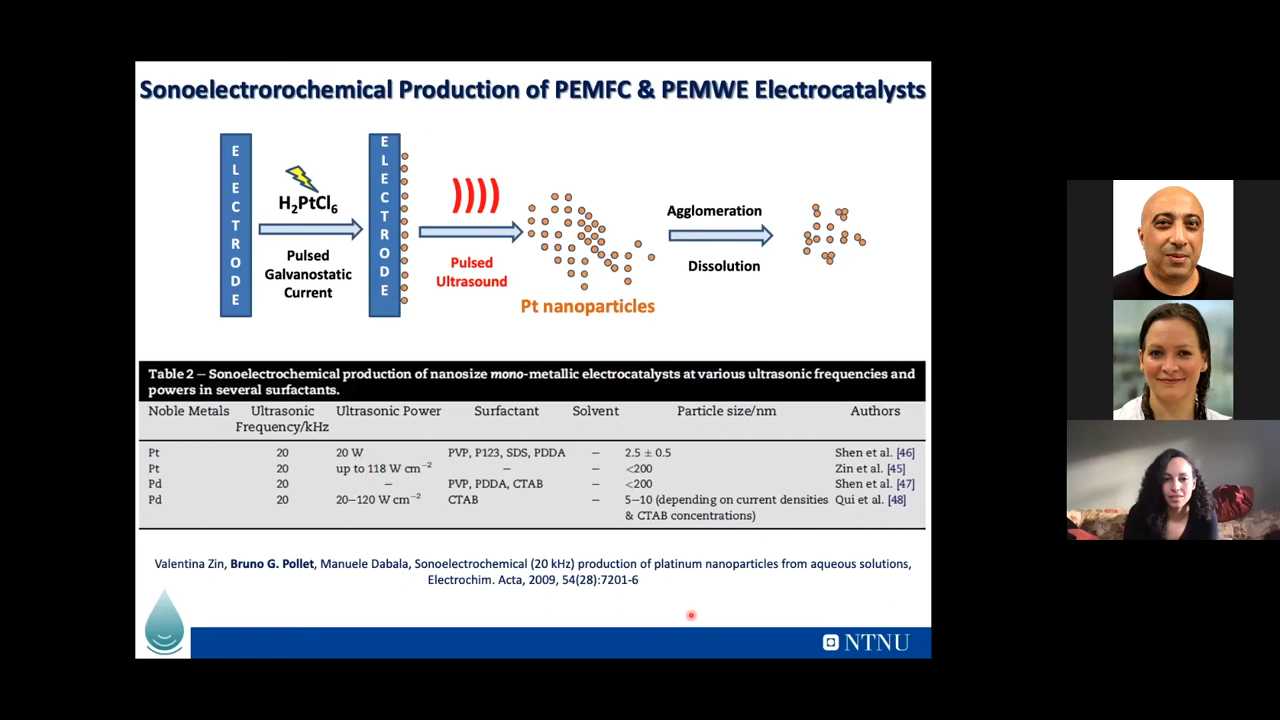 Sonoelectrorochemical Production of PEMFC & PEMWE Electrocatalysts
ELECTRODE
H2PtCl6
Pulsed
Galvanostatic
Current
ELECTRODE
))))
Pulsed
Ultrasound
Pt nanoparticles
Agglomeration
Dissolution
Table 2 – Sonoelectrochemical production of nanosize mono-metallic electrocatalysts at various ultrasonic frequencies and
powers in several surfactants.
Noble Metals Ultrasonic Ultrasonic Power Surfactant Solvent Particle size/nm Authors
Frequency/kHz
Pt 20 20 W PVP, P123, SDS, PDDA – 2.5 ± 0.5 Shen et al. [46]
Pt 20 up to 118 W cm−2 – – <200 Zin et al. [45]
Pd 20 – PVP, PDDA, CTAB – <200 Shen et al. [47]
Pd 20 20–120 W cm−2 CTAB – 5–10 (depending on current densities Qui et al. [48]
& CTAB concentrations)
Valentina Zin, Bruno G. Pollet, Manuele Dabala, Sonoelectrochemical (20 kHz) production of platinum nanoparticles from aqueous solutions,
Electrochim. Acta, 2009, 54(28):7201-6
NTNU